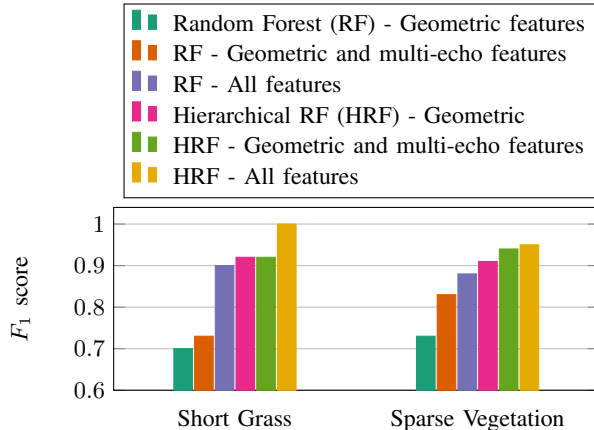 Random Forest (RF) - Geometric features
RF - Geometric and multi-echo features
RF - All features
Hierarchical RF (HRF) - Geometric
HRF - Geometric and multi-echo features
HRF - All features
1
0.9
0.8
0.7
0.6
F₁ score
Short Grass
Sparse Vegetation